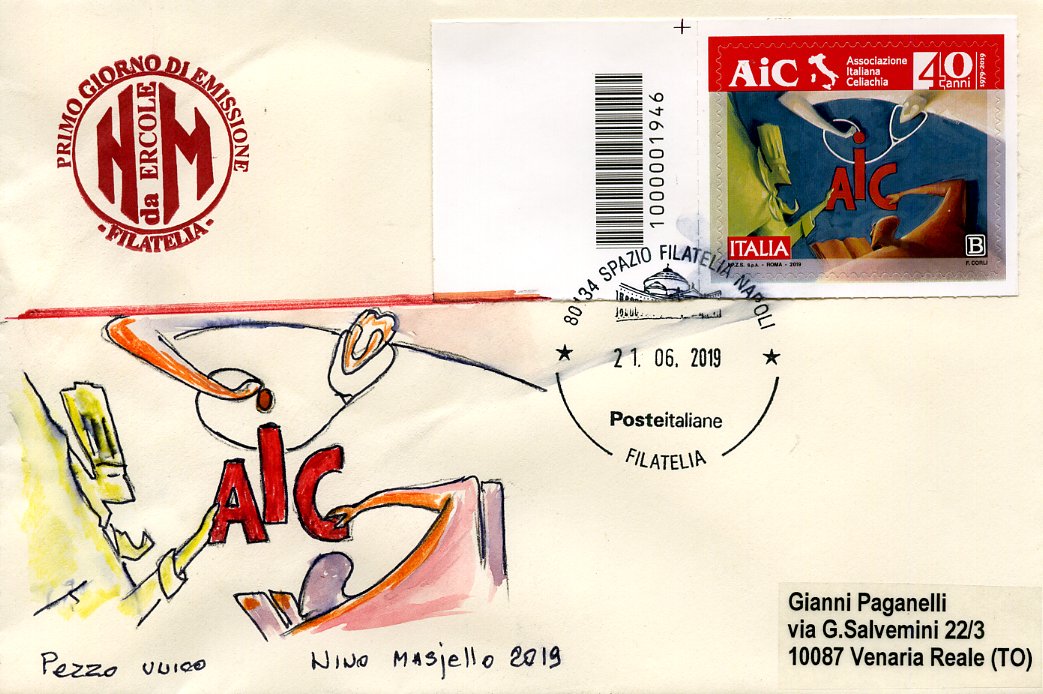 PRIMO GIORNO DI EMISSIONE
N da ERCOLE M
- FILATELIA -
1000001946
AiC Associazione
Italiana
Celiachia
40 anni
1979-2019
AiC
ITALIA
B
I.P.Z.S. S.p.A. - ROMA - 2019
F. CORLI
80134 SPAZIO FILATELIA NAPOLI
21. 06. 2019
Posteitaliane
FILATELIA
AIC
Pezzo unico
Nino Masjello 2019
Gianni Paganelli
via G.Salvemini 22/3
10087 Venaria Reale (TO)